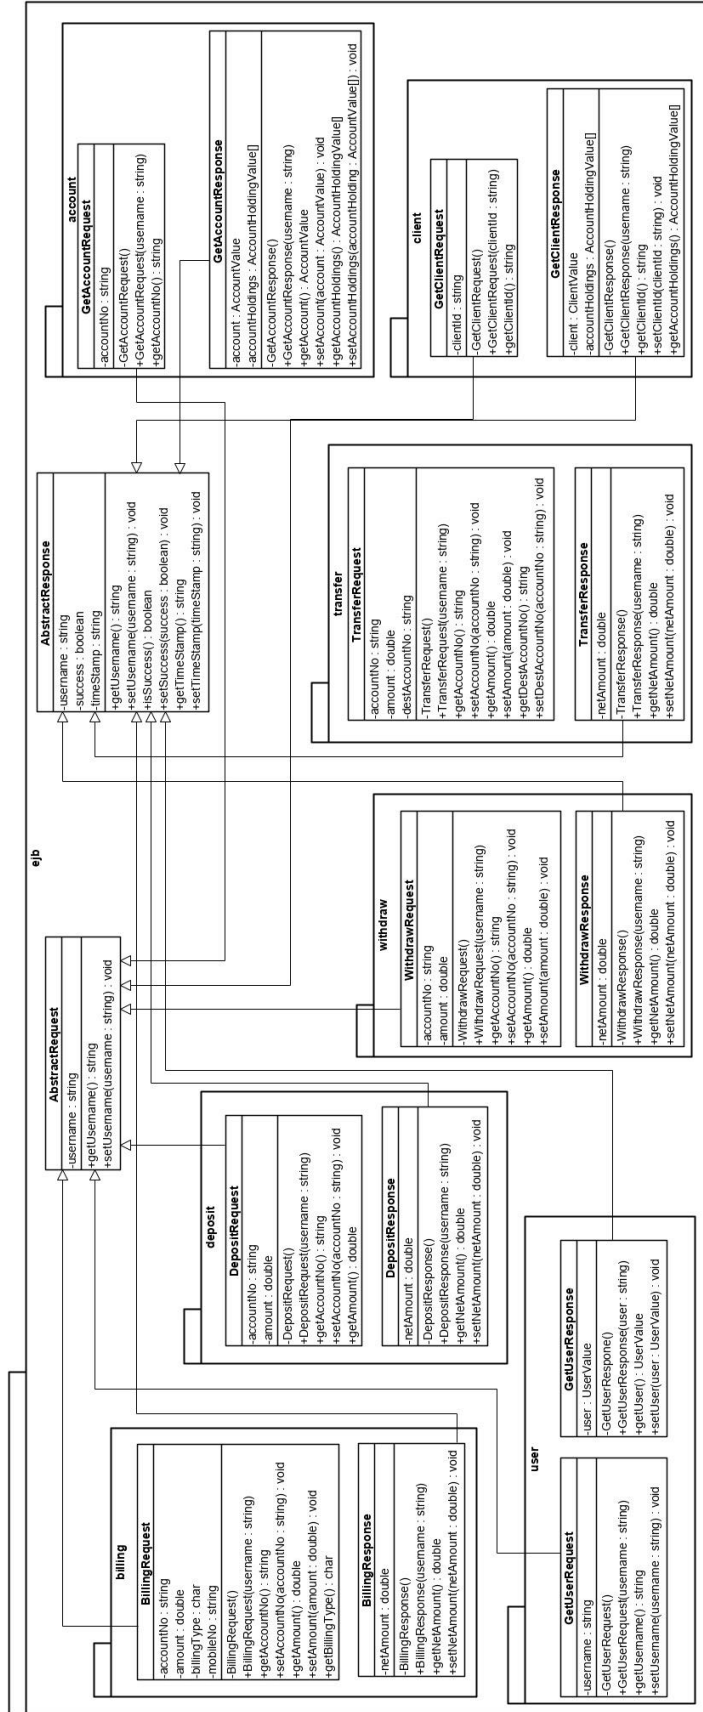 ejb
AbstractRequest
-username : string
+getUsername() : string
+setUsername(username : string) : void
AbstractResponse
-username : string
-success : boolean
-timeStamp : string
+getUsername() : string
+setUsername(username : string) : void
+isSuccess() : boolean
+setSuccess(success : boolean) : void
+getTimeStamp() : string
+setTimeStamp(timeStamp : string) : void
billing
BillingRequest
-accountNo : string
-amount : double
-billingType : char
-mobileNo : string
-BillingRequest()
+BillingRequest(username : string)
+getAccountNo() : string
+setAccountNo(accountNo : string) : void
+getAmount() : double
+setAmount(amount : double) : void
+getBillingType() : char
BillingResponse
-netAmount : double
-BillingResponse()
+BillingResponse(username : string)
+getNetAmount() : double
+setNetAmount(netAmount : double) : void
deposit
DepositRequest
-accountNo : string
-amount : double
-DepositRequest()
+DepositRequest(username : string)
+getAccountNo() : string
+setAccountNo(accountNo : string) : void
+getAmount() : double
DepositResponse
-netAmount : double
-DepositResponse()
+DepositResponse(username : string)
+getNetAmount() : double
+setNetAmount(netAmount : double) : void
withdraw
WithdrawRequest
-accountNo : string
-amount : double
-WithdrawRequest()
+WithdrawRequest(username : string)
+getAccountNo() : string
+setAccountNo(accountNo : string) : void
+getAmount() : double
+setAmount(amount : double) : void
WithdrawResponse
-netAmount : double
-WithdrawResponse()
+WithdrawResponse(username : string)
+getNetAmount() : double
+setNetAmount(netAmount : double) : void
transfer
TransferRequest
-accountNo : string
-amount : double
-destAccountNo : string
-TransferRequest()
+TransferRequest(username : string)
+getAccountNo() : string
+setAccountNo(accountNo : string) : void
+getAmount() : double
+setAmount(amount : double) : void
+getDestAccountNo() : string
+setDestAccountNo(accountNo : string) : void
TransferResponse
-netAmount : double
-TransferResponse()
+TransferResponse(username : string)
+getNetAmount() : double
+setNetAmount(netAmount : double) : void
account
GetAccountRequest
-accountNo : string
-GetAccountRequest()
+GetAccountRequest(username : string)
+getAccountNo() : string
GetAccountResponse
-account : AccountValue
-accountHoldings : AccountHoldingValue[]
-GetAccountResponse()
+GetAccountResponse(username : string)
+getAccount() : AccountValue
+setAccount(account : AccountValue) : void
+getAccountHoldings() : AccountHoldingValue[]
+setAccountHoldings(accountHolding : AccountValue[]) : void
client
GetClientRequest
-clientId : string
-GetClientRequest()
+GetClientRequest(clientId : string)
+getClientId() : string
GetClientResponse
-client : ClientValue
-accountHoldings : AccountHoldingValue[]
-GetClientResponse()
+GetClientResponse(username : string)
+getClientId() : string
+setClientId(clientId : string) : void
+getAccountHoldings() : AccountHoldingValue[]
user
GetUserRequest
-username : string
-GetUserRequest()
+GetUserRequest(username : string)
+getUsername() : string
+setUsername(username : string) : void
GetUserResponse
-user : UserValue
-GetUserRespone()
+GetUserResponse(user : string)
+getUser() : UserValue
+setUser(user : UserValue) : void